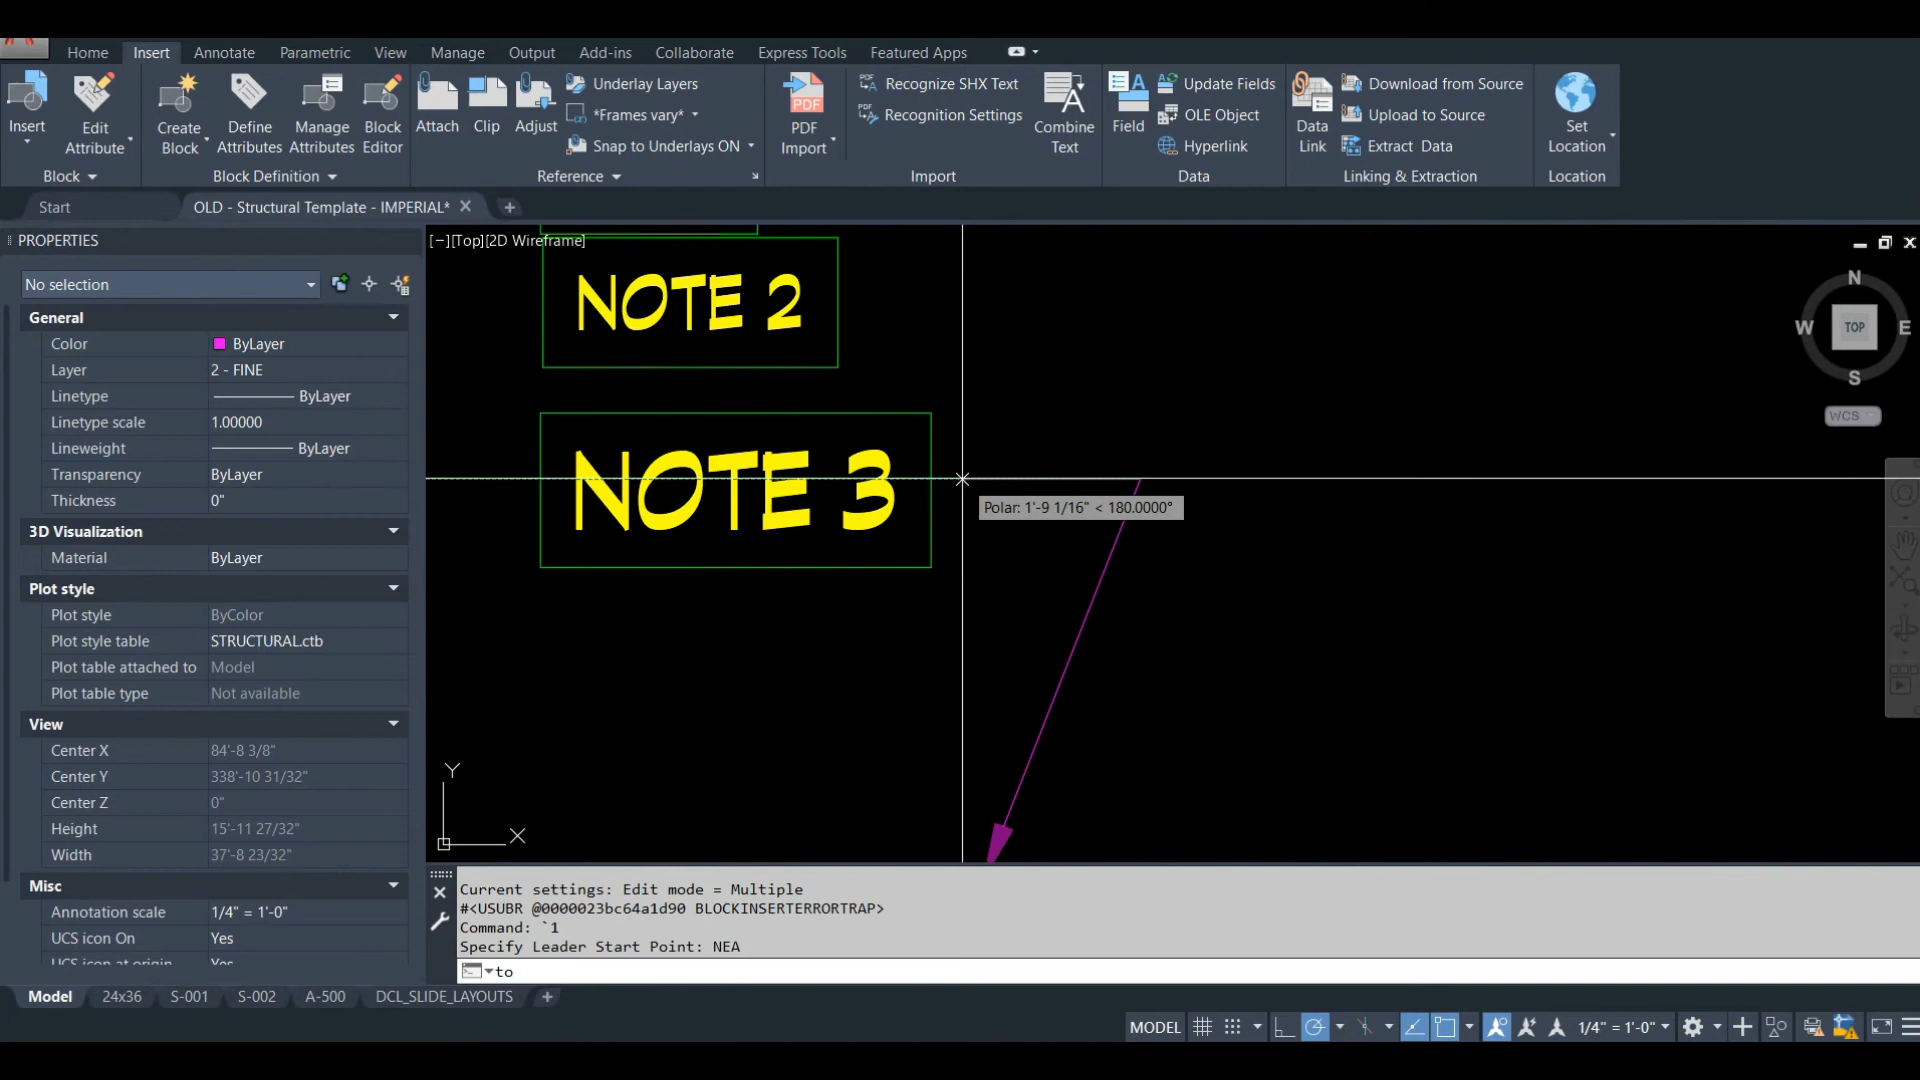 Home Insert Annotate Parametric View Manage Output Add-ins Collaborate Express Tools Featured Apps
Insert
Edit Attribute
Block
Create Block
Define Attributes
Manage Attributes
Block Editor
Block Definition
Attach
Clip
Adjust
Underlay Layers
*Frames vary*
Snap to Underlays ON
Reference
PDF
PDF Import
Recognize SHX Text
Recognition Settings
Combine Text
Import
Field
Update Fields
OLE Object
Hyperlink
Data
Data Link
Download from Source
Upload to Source
Extract Data
Linking & Extraction
Set Location
Location
Start
OLD - Structural Template - IMPERIAL*
PROPERTIES
No selection
General
Color ByLayer
Layer 2 - FINE
Linetype ByLayer
Linetype scale 1.00000
Lineweight ByLayer
Transparency ByLayer
Thickness 0"
3D Visualization
Material ByLayer
Plot style
Plot style ByColor
Plot style table STRUCTURAL.ctb
Plot table attached to Model
Plot table type Not available
View
Center X 84'-8 3/8"
Center Y 338'-10 31/32"
Center Z 0"
Height 15'-11 27/32"
Width 37'-8 23/32"
Misc
Annotation scale 1/4" = 1'-0"
UCS icon On Yes
UCS icon at origin Yes
[−][Top][2D Wireframe]
NOTE 2
NOTE 3
Polar: 1'-9 1/16" < 180.0000°
N
W TOP E
S
WCS
Y
X
Current settings: Edit mode = Multiple
#<USUBR @0000023bc64a1d90 BLOCKINSERTERRORTRAP>
Command: `1
Specify Leader Start Point: NEA
to
Model 24x36 S-001 S-002 A-500 DCL_SLIDE_LAYOUTS
MODEL 1/4" = 1'-0"